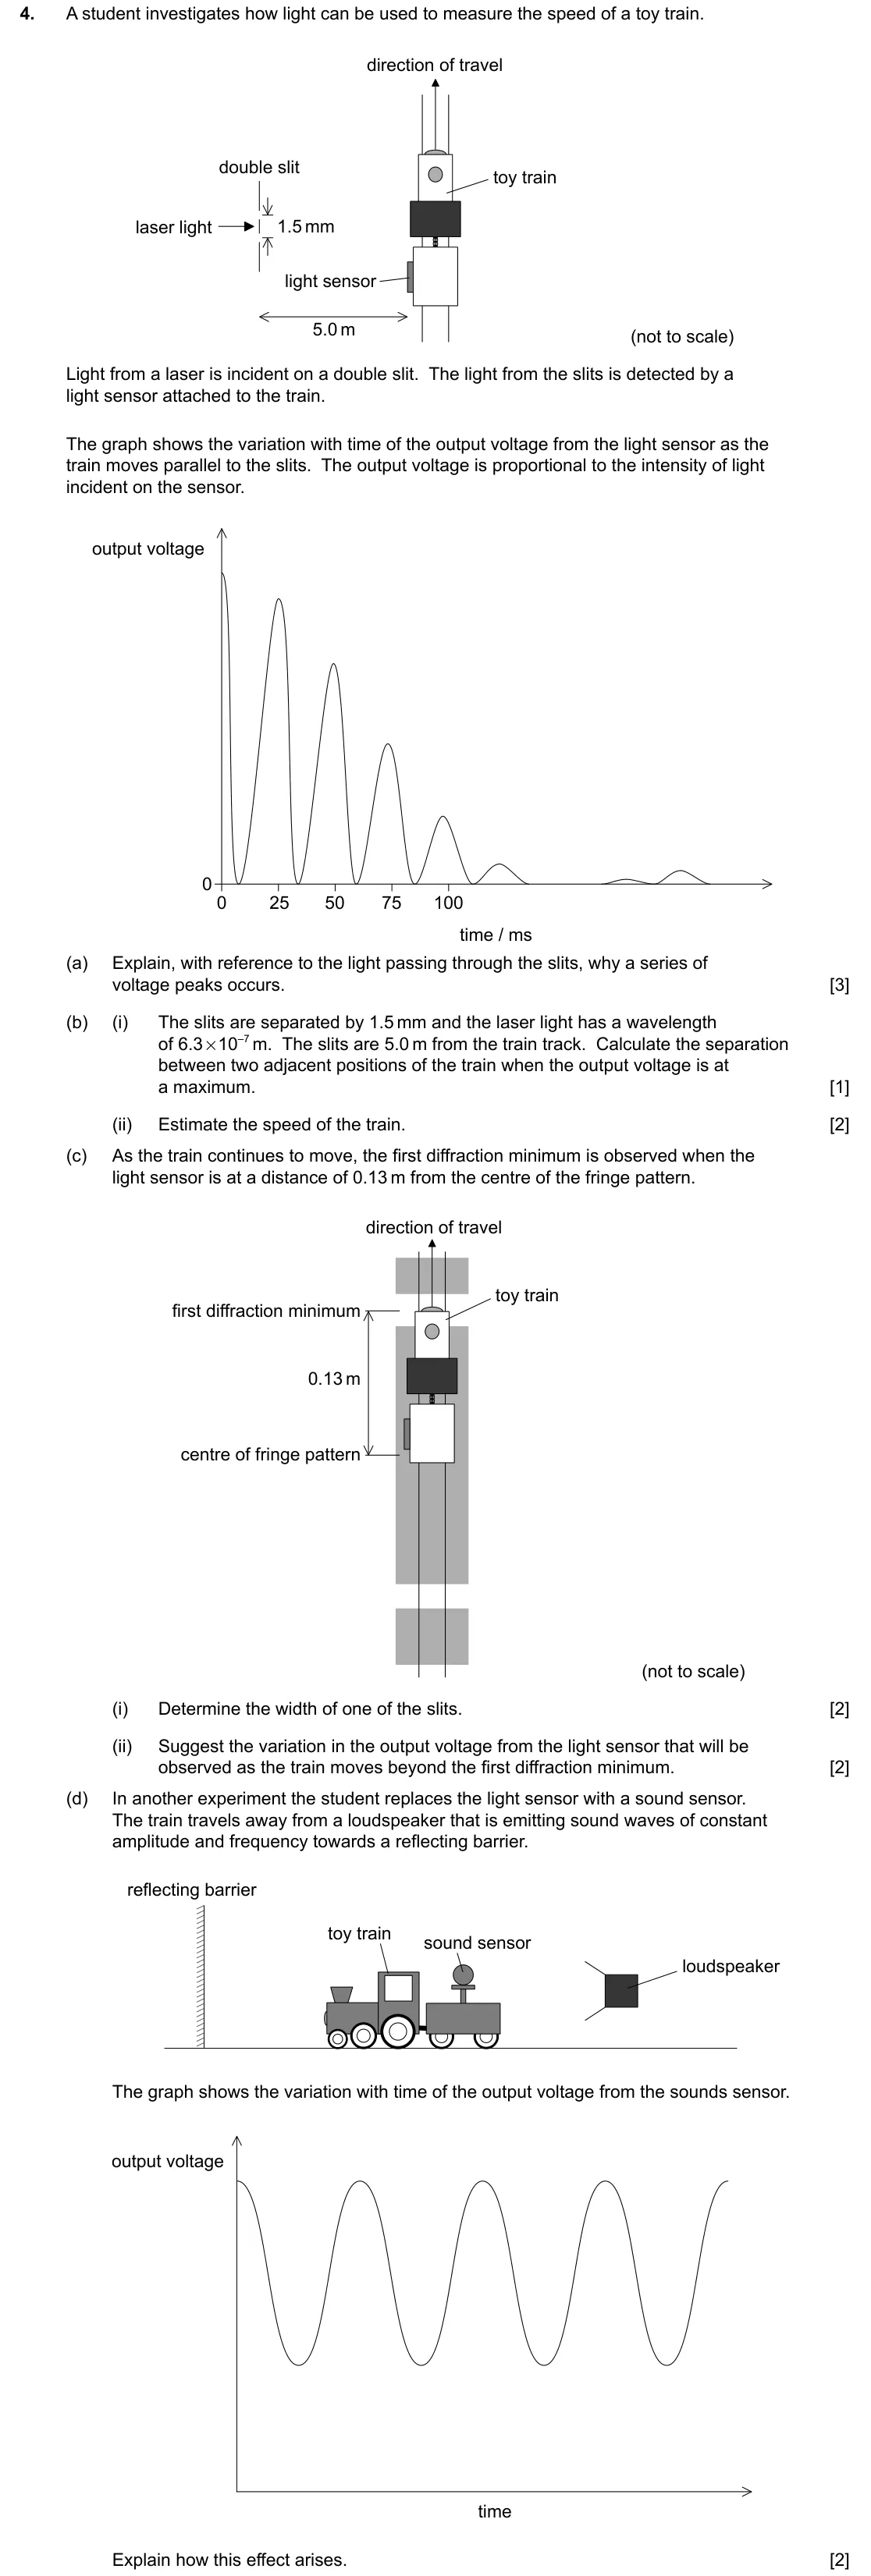 4. A student investigates how light can be used to measure the speed of a toy train.
direction of travel
double slit
toy train
laser light
1.5 mm
light sensor
5.0 m
(not to scale)
Light from a laser is incident on a double slit. The light from the slits is detected by a
light sensor attached to the train.
The graph shows the variation with time of the output voltage from the light sensor as the
train moves parallel to the slits. The output voltage is proportional to the intensity of light
incident on the sensor.
output voltage
0
0 25 50 75 100
time / ms
(a) Explain, with reference to the light passing through the slits, why a series of
voltage peaks occurs. [3]
(b) (i) The slits are separated by 1.5 mm and the laser light has a wavelength
of 6.3 × 10⁻⁷ m. The slits are 5.0 m from the train track. Calculate the separation
between two adjacent positions of the train when the output voltage is at
a maximum. [1]
(ii) Estimate the speed of the train. [2]
(c) As the train continues to move, the first diffraction minimum is observed when the
light sensor is at a distance of 0.13 m from the centre of the fringe pattern.
direction of travel
toy train
first diffraction minimum
0.13 m
centre of fringe pattern
(not to scale)
(i) Determine the width of one of the slits. [2]
(ii) Suggest the variation in the output voltage from the light sensor that will be
observed as the train moves beyond the first diffraction minimum. [2]
(d) In another experiment the student replaces the light sensor with a sound sensor.
The train travels away from a loudspeaker that is emitting sound waves of constant
amplitude and frequency towards a reflecting barrier.
reflecting barrier
toy train
sound sensor
loudspeaker
The graph shows the variation with time of the output voltage from the sounds sensor.
output voltage
time
Explain how this effect arises. [2]